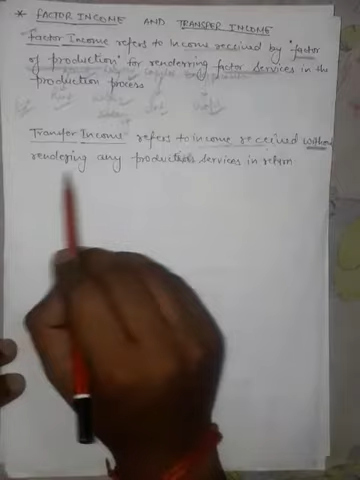 * FACTOR INCOME AND TRANSFER INCOME
Factor Income refers to Income received by "factor
of production" for renderring factor services in the
production process
Transfer Income refers to income received without
rendering any productive services in return